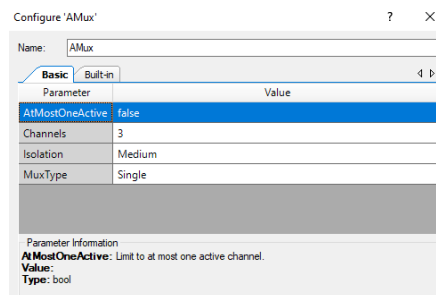 Configure 'AMux' ? ×
Name: AMux
Basic Built-in
Parameter Value
AtMostOneActive false
Channels 3
Isolation Medium
MuxType Single
Parameter Information
AtMostOneActive: Limit to at most one active channel.
Value:
Type: bool